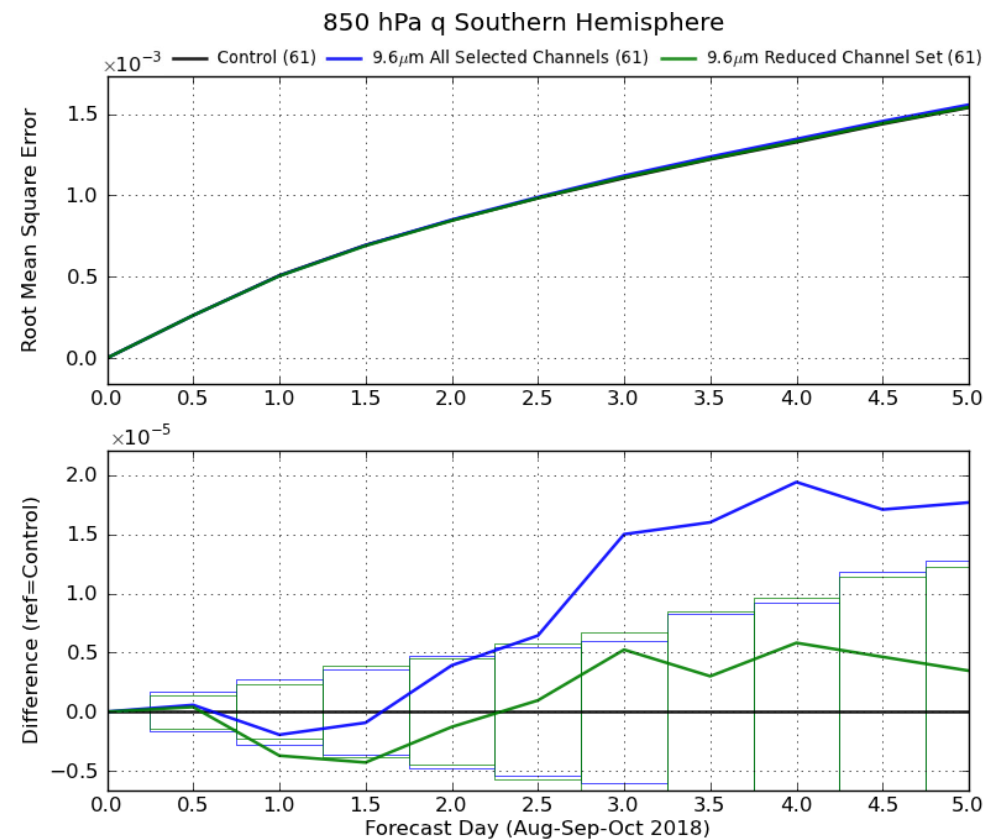 850 hPa q Southern Hemisphere
×10⁻³ Control (61) 9.6μm All Selected Channels (61) 9.6μm Reduced Channel Set (61)
Root Mean Square Error
1.5
1.0
0.5
0.0
0.0 0.5 1.0 1.5 2.0 2.5 3.0 3.5 4.0 4.5 5.0
×10⁻⁵
Difference (ref=Control)
2.0
1.5
1.0
0.5
0.0
−0.5
0.0 0.5 1.0 1.5 2.0 2.5 3.0 3.5 4.0 4.5 5.0
Forecast Day (Aug-Sep-Oct 2018)